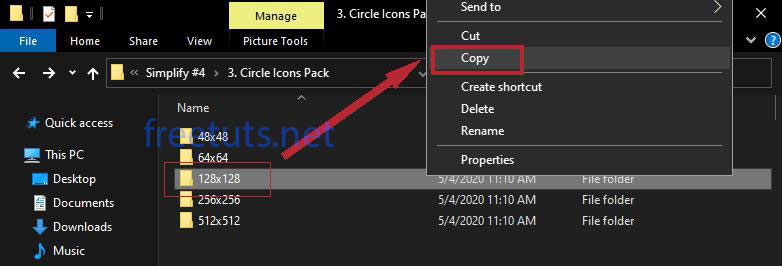 Manage
3. Circle Icons Pack
File
Home
Share
View
Picture Tools
Simplify #4
3. Circle Icons Pack
Send to
Cut
Copy
Create shortcut
Delete
Rename
Properties
Quick access
This PC
Desktop
Documents
Downloads
Music
freetuts.net
48x48
64x64
128x128
5/4/2020 11:10 AM
File folder
256x256
5/4/2020 11:10 AM
File folder
512x512
5/4/2020 11:10 AM
File folder